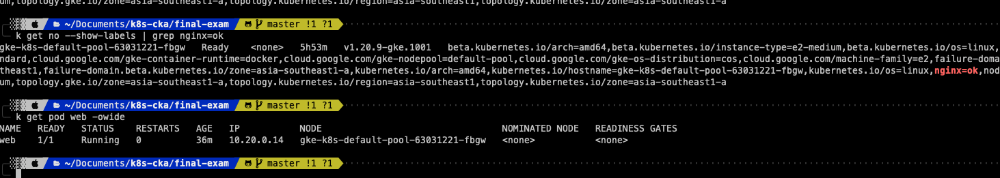 um,topology.gke.io/zone=asia-southeast1-a,topology.kubernetes.io/region=asia-southeast1,topology.kubernetes.io/zone=asia-southeast1-a
~/Documents/k8s-cka/final-exam master !1 ?1
k get no --show-labels | grep nginx=ok
gke-k8s-default-pool-63031221-fbgw Ready <none> 5h53m v1.20.9-gke.1001 beta.kubernetes.io/arch=amd64,beta.kubernetes.io/instance-type=e2-medium,beta.kubernetes.io/os=linux,
ndard,cloud.google.com/gke-container-runtime=docker,cloud.google.com/gke-nodepool=default-pool,cloud.google.com/gke-os-distribution=cos,cloud.google.com/machine-family=e2,failure-doma
theast1,failure-domain.beta.kubernetes.io/zone=asia-southeast1-a,kubernetes.io/arch=amd64,kubernetes.io/hostname=gke-k8s-default-pool-63031221-fbgw,kubernetes.io/os=linux,nginx=ok,nod
um,topology.gke.io/zone=asia-southeast1-a,topology.kubernetes.io/region=asia-southeast1,topology.kubernetes.io/zone=asia-southeast1-a
~/Documents/k8s-cka/final-exam master !1 ?1
k get pod web -owide
NAME READY STATUS RESTARTS AGE IP NODE NOMINATED NODE READINESS GATES
web 1/1 Running 0 36m 10.20.0.14 gke-k8s-default-pool-63031221-fbgw <none> <none>
~/Documents/k8s-cka/final-exam master !1 ?1